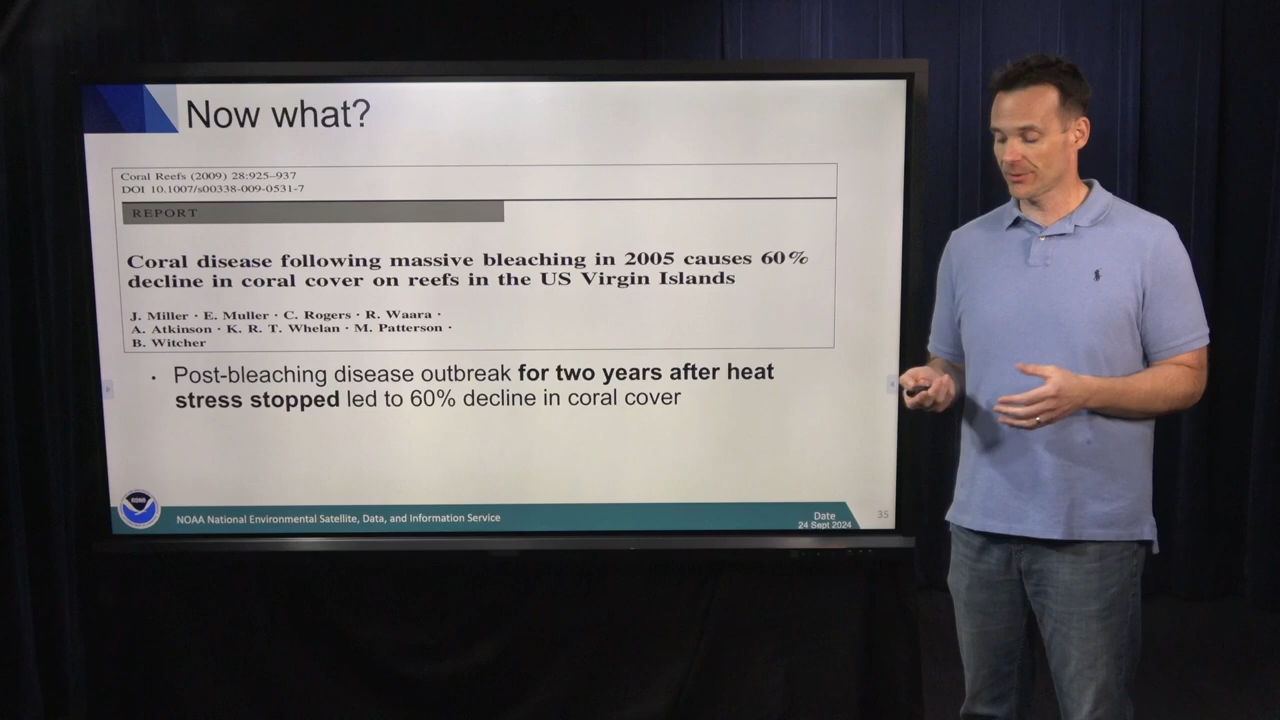 Now what?
Coral Reefs (2009) 28:925–937
DOI 10.1007/s00338-009-0531-7
REPORT
Coral disease following massive bleaching in 2005 causes 60%
decline in coral cover on reefs in the US Virgin Islands
J. Miller · E. Muller · C. Rogers · R. Waara ·
A. Atkinson · K. R. T. Whelan · M. Patterson ·
B. Witcher
· Post-bleaching disease outbreak for two years after heat
stress stopped led to 60% decline in coral cover
NOAA
NOAA National Environmental Satellite, Data, and Information Service
Date
24 Sept 2024
35